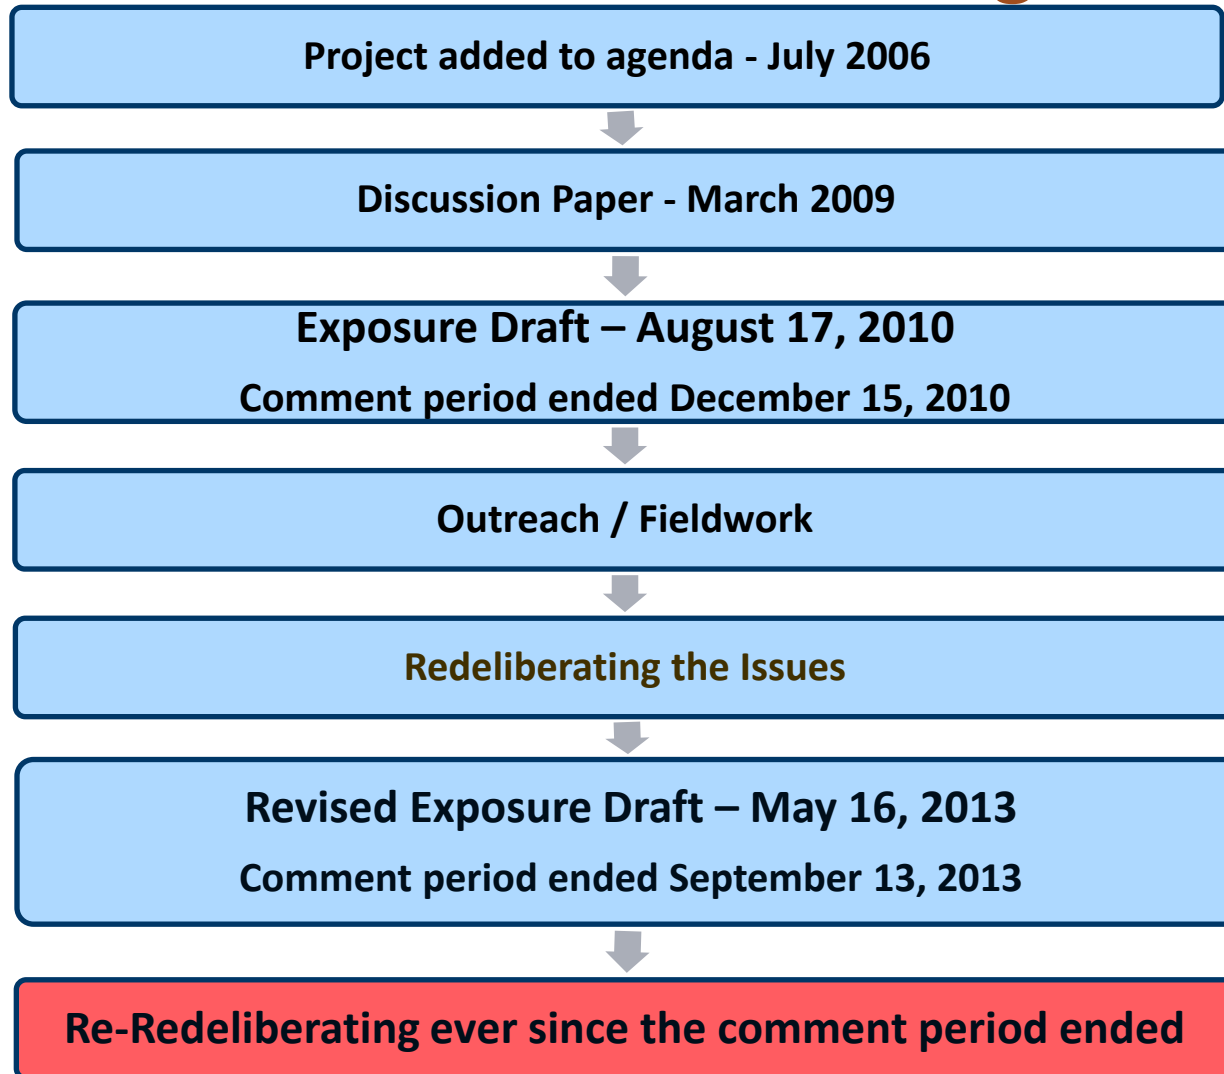 Project added to agenda - July 2006
Discussion Paper - March 2009
Exposure Draft – August 17, 2010
Comment period ended December 15, 2010
Outreach / Fieldwork
Redeliberating the Issues
Revised Exposure Draft – May 16, 2013
Comment period ended September 13, 2013
Re-Redeliberating ever since the comment period ended